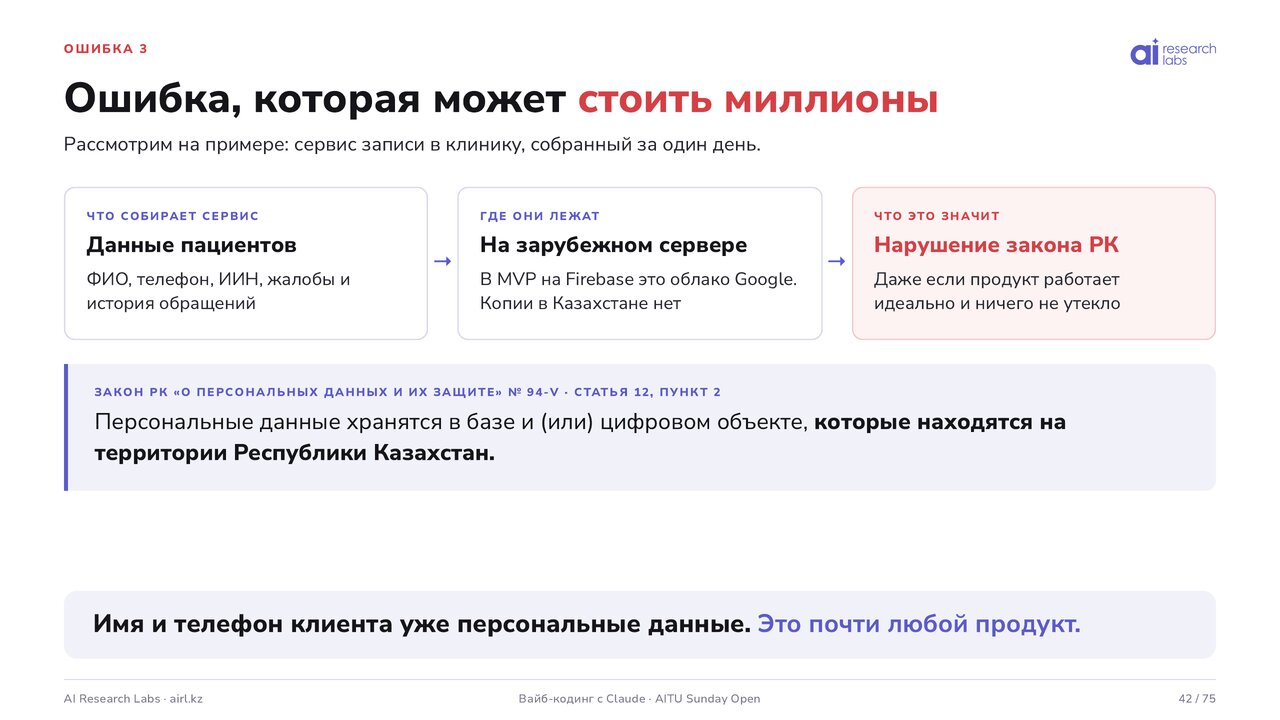 ОШИБКА 3
ai research labs
Ошибка, которая может стоить миллионы
Рассмотрим на примере: сервис записи в клинику, собранный за один день.
ЧТО СОБИРАЕТ СЕРВИС
Данные пациентов
ФИО, телефон, ИИН, жалобы и
история обращений
→
ГДЕ ОНИ ЛЕЖАТ
На зарубежном сервере
В MVP на Firebase это облако Google.
Копии в Казахстане нет
→
ЧТО ЭТО ЗНАЧИТ
Нарушение закона РК
Даже если продукт работает
идеально и ничего не утекло
ЗАКОН РК «О ПЕРСОНАЛЬНЫХ ДАННЫХ И ИХ ЗАЩИТЕ» № 94-V · СТАТЬЯ 12, ПУНКТ 2
Персональные данные хранятся в базе и (или) цифровом объекте, которые находятся на
территории Республики Казахстан.
Имя и телефон клиента уже персональные данные. Это почти любой продукт.
AI Research Labs · airl.kz
Вайб-кодинг с Claude · AITU Sunday Open
42 / 75